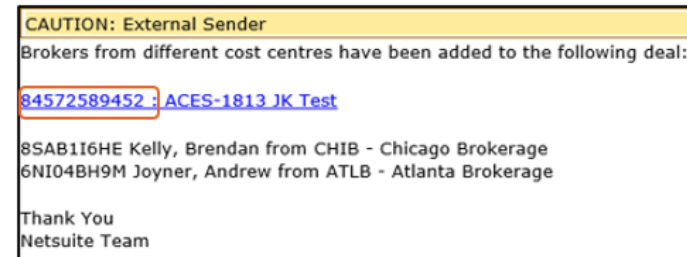 CAUTION: External Sender
Brokers from different cost centres have been added to the following deal:
84572589452 : ACES-1813 JK Test
8SAB1I6HE Kelly, Brendan from CHIB - Chicago Brokerage
6NI04BH9M Joyner, Andrew from ATLB - Atlanta Brokerage
Thank You
Netsuite Team